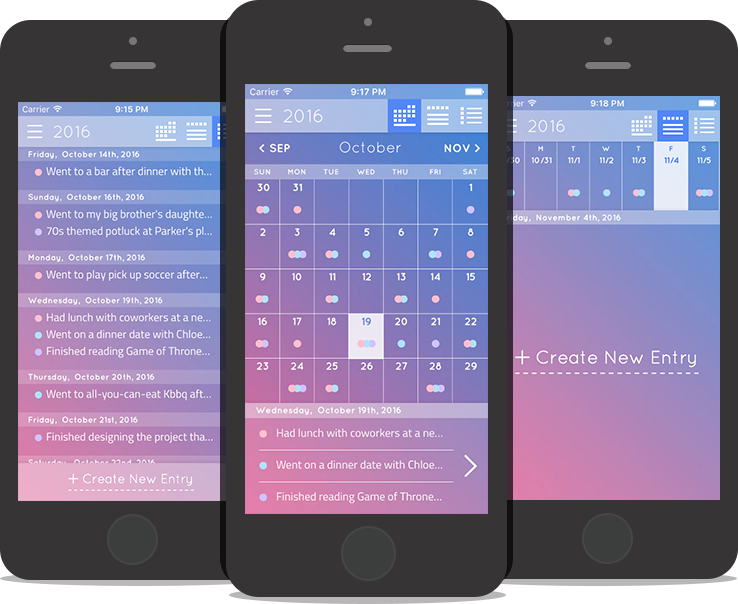 Carrier 9:15 PM
2016
Friday, October 14th, 2016
Went to a bar after dinner with th...
Sunday, October 16th, 2016
Went to my big brother's daughte...
70s themed potluck at Parker's pl...
Monday, October 17th, 2016
Went to play pick up soccer after...
Wednesday, October 19th, 2016
Had lunch with coworkers at a ne...
Went on a dinner date with Chloe...
Finished reading Game of Throne...
Thursday, October 20th, 2016
Went to all-you-can-eat Kbbq aft...
Friday, October 21st, 2016
Finished designing the project tha...
Saturday, October 22nd, 2016
+ Create New Entry
Carrier 9:17 PM
2016
< SEP October NOV >
SUN MON TUE WED THU FRI SAT
30 31 1
2 3 4 5 6 7 8
9 10 11 12 13 14 15
16 17 18 19 20 21 22
23 24 25 26 27 28 29
Wednesday, October 19th, 2016
Had lunch with coworkers at a ne...
Went on a dinner date with Chloe...
Finished reading Game of Throne...
rier 9:18 PM
2016
M T W T F S
/30 10/31 11/1 11/2 11/3 11/4 11/5
day, November 4th, 2016
+ Create New Entry